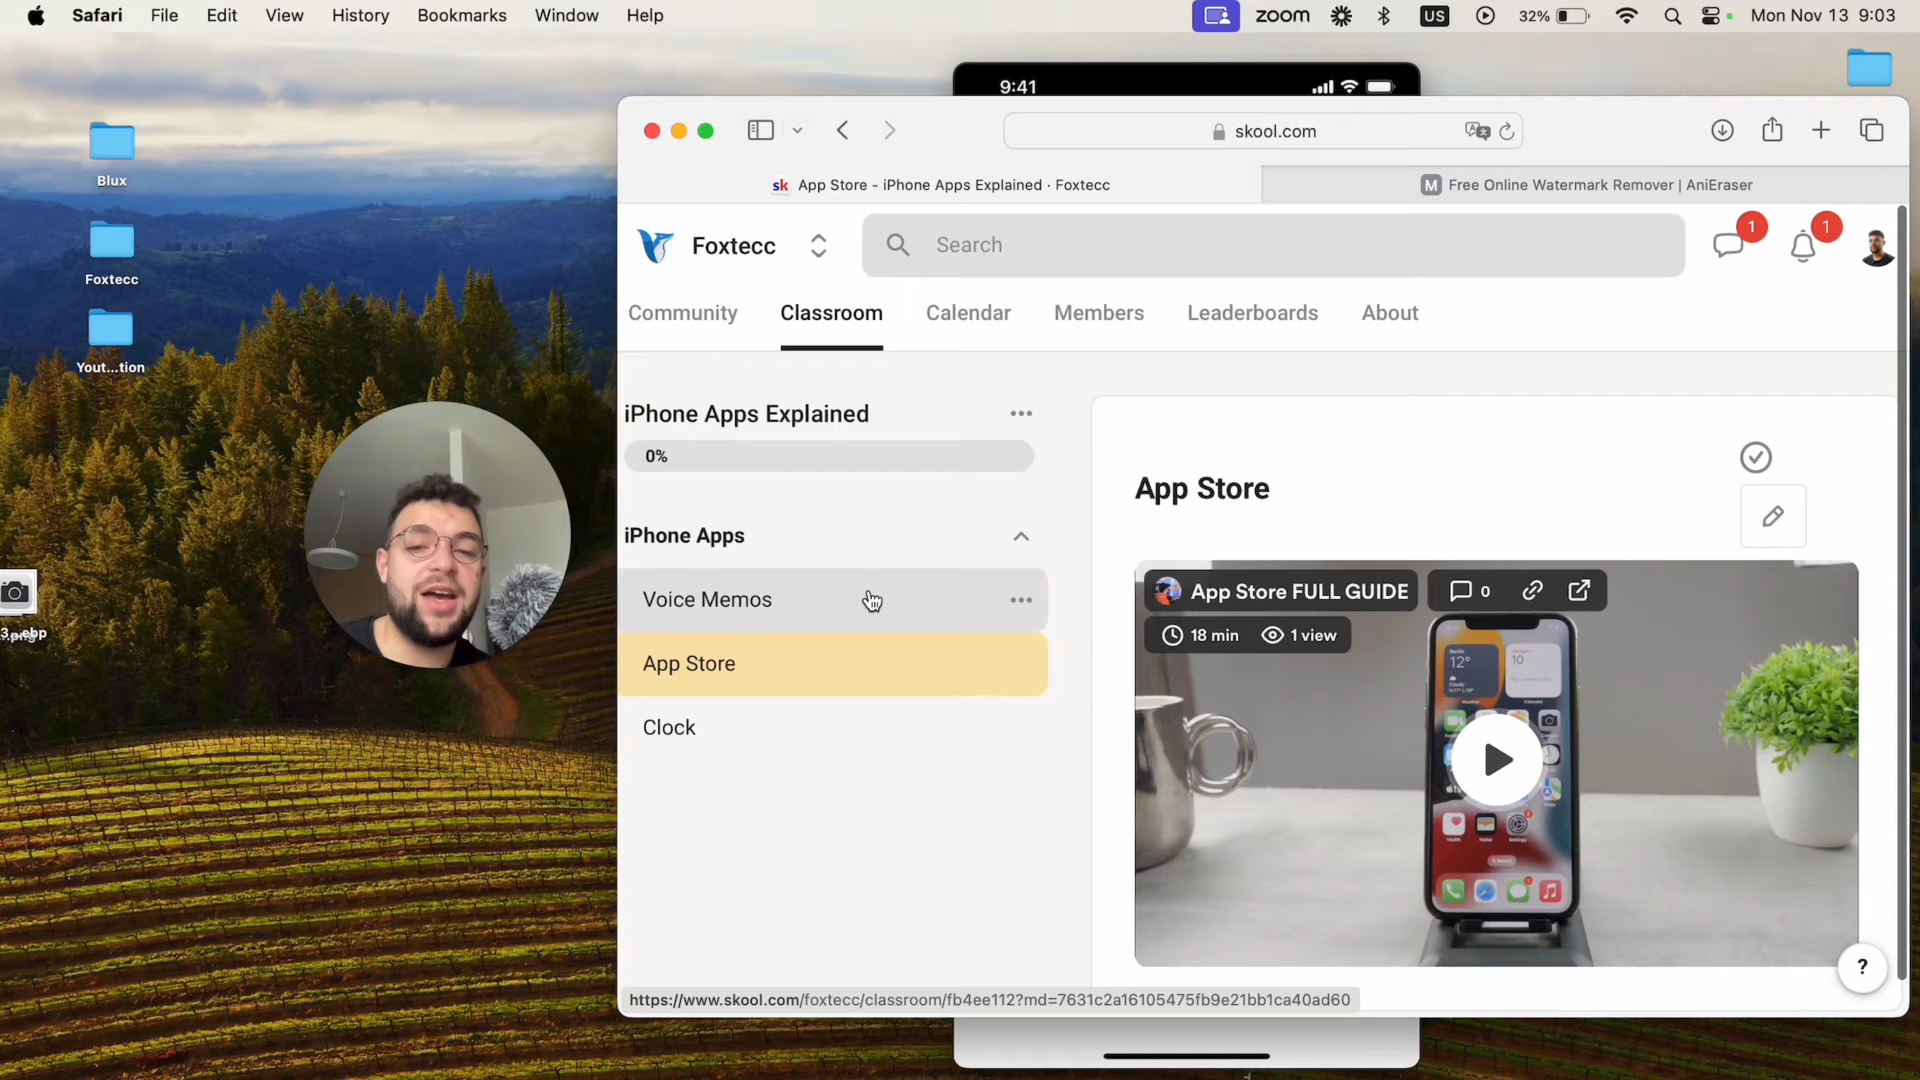 Safari File Edit View History Bookmarks Window Help
zoom US 32% Mon Nov 13 9:03
9:41
Blux
Foxtecc
Yout...tion
skool.com
sk App Store - iPhone Apps Explained · Foxtecc
M Free Online Watermark Remover | AniEraser
Foxtecc
Search
1
1
Community Classroom Calendar Members Leaderboards About
iPhone Apps Explained
0%
iPhone Apps
Voice Memos
App Store
Clock
App Store
App Store FULL GUIDE
0
18 min 1 view
12°
10
?
https://www.skool.com/foxtecc/classroom/fb4ee112?md=7631c2a16105475fb9e21bb1ca40ad60